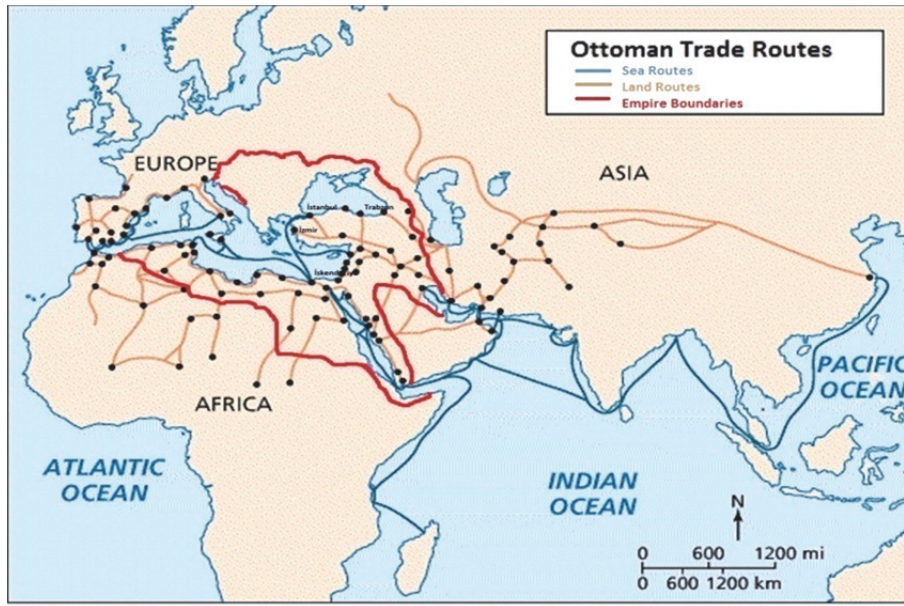 Ottoman Trade Routes
Sea Routes
Land Routes
Empire Boundaries
EUROPE
ASIA
İstanbul
Trabzon
İzmir
AFRICA
PACIFIC
OCEAN
ATLANTIC
OCEAN
INDIAN
OCEAN
N
0 600 1200 mi
0 600 1200 km